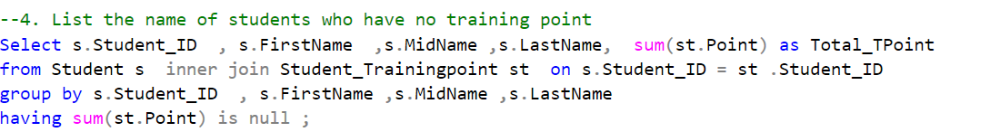 --4. List the name of students who have no training point
Select s.Student_ID  , s.FirstName  ,s.MidName ,s.LastName,  sum(st.Point) as Total_TPoint
from Student s  inner join Student_Trainingpoint st  on s.Student_ID = st .Student_ID
group by s.Student_ID  , s.FirstName ,s.MidName ,s.LastName
having sum(st.Point) is null ;